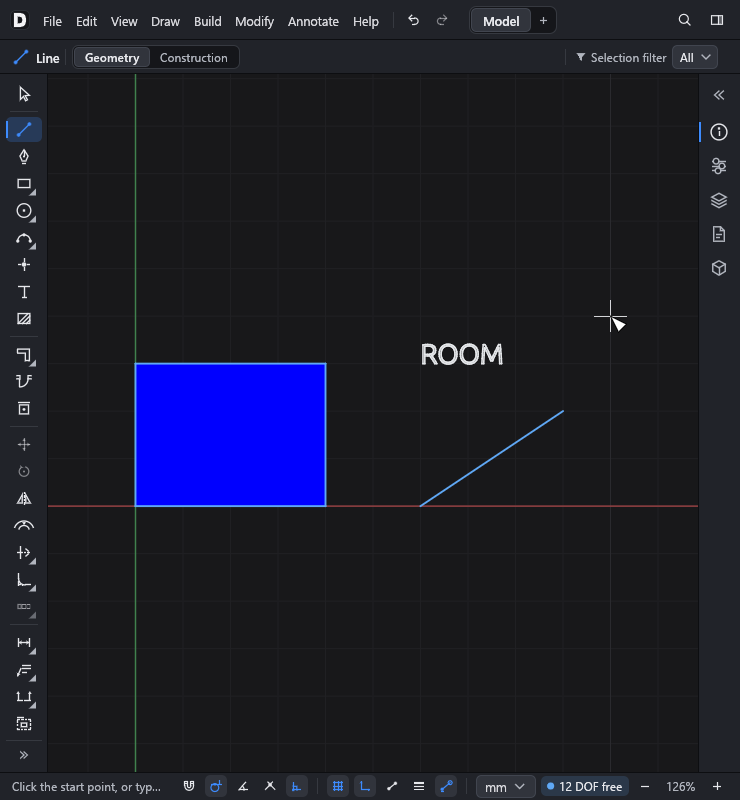 D File Edit View Draw Build Modify Annotate Help Model +
Line Geometry Construction Selection filter All
ROOM
Click the start point, or typ... mm 12 DOF free − 126% +